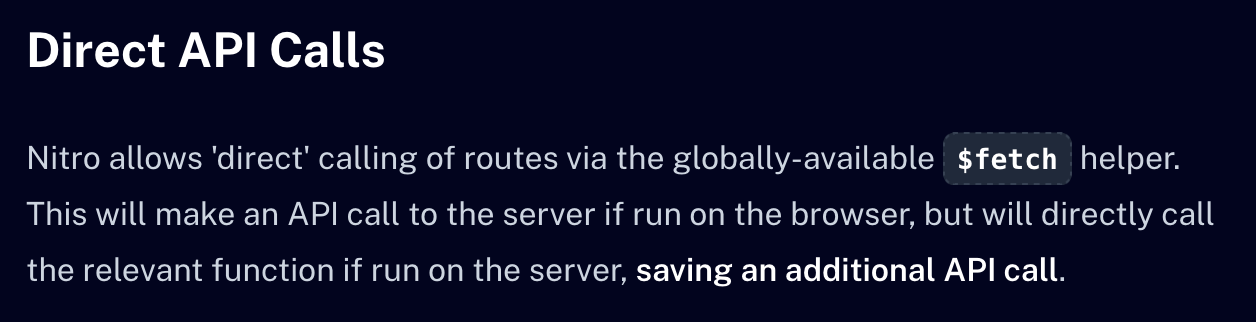 Direct API Calls
Nitro allows 'direct' calling of routes via the globally-available $fetch helper.
This will make an API call to the server if run on the browser, but will directly call
the relevant function if run on the server, saving an additional API call.